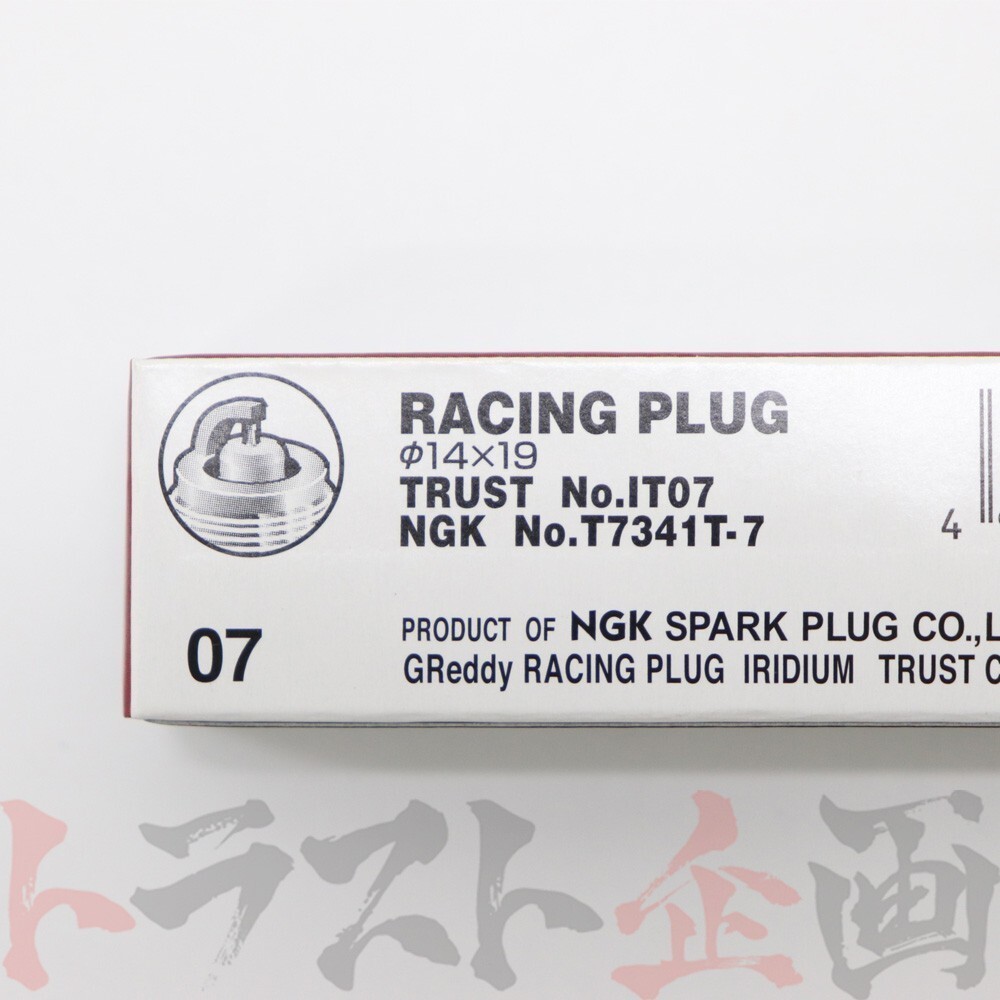 RACING PLUG
φ14×19
TRUST No.IT07
NGK No.T7341T-7
4
07
PRODUCT OF NGK SPARK PLUG CO.,L
GReddy RACING PLUG IRIDIUM TRUST C
トラスト企画